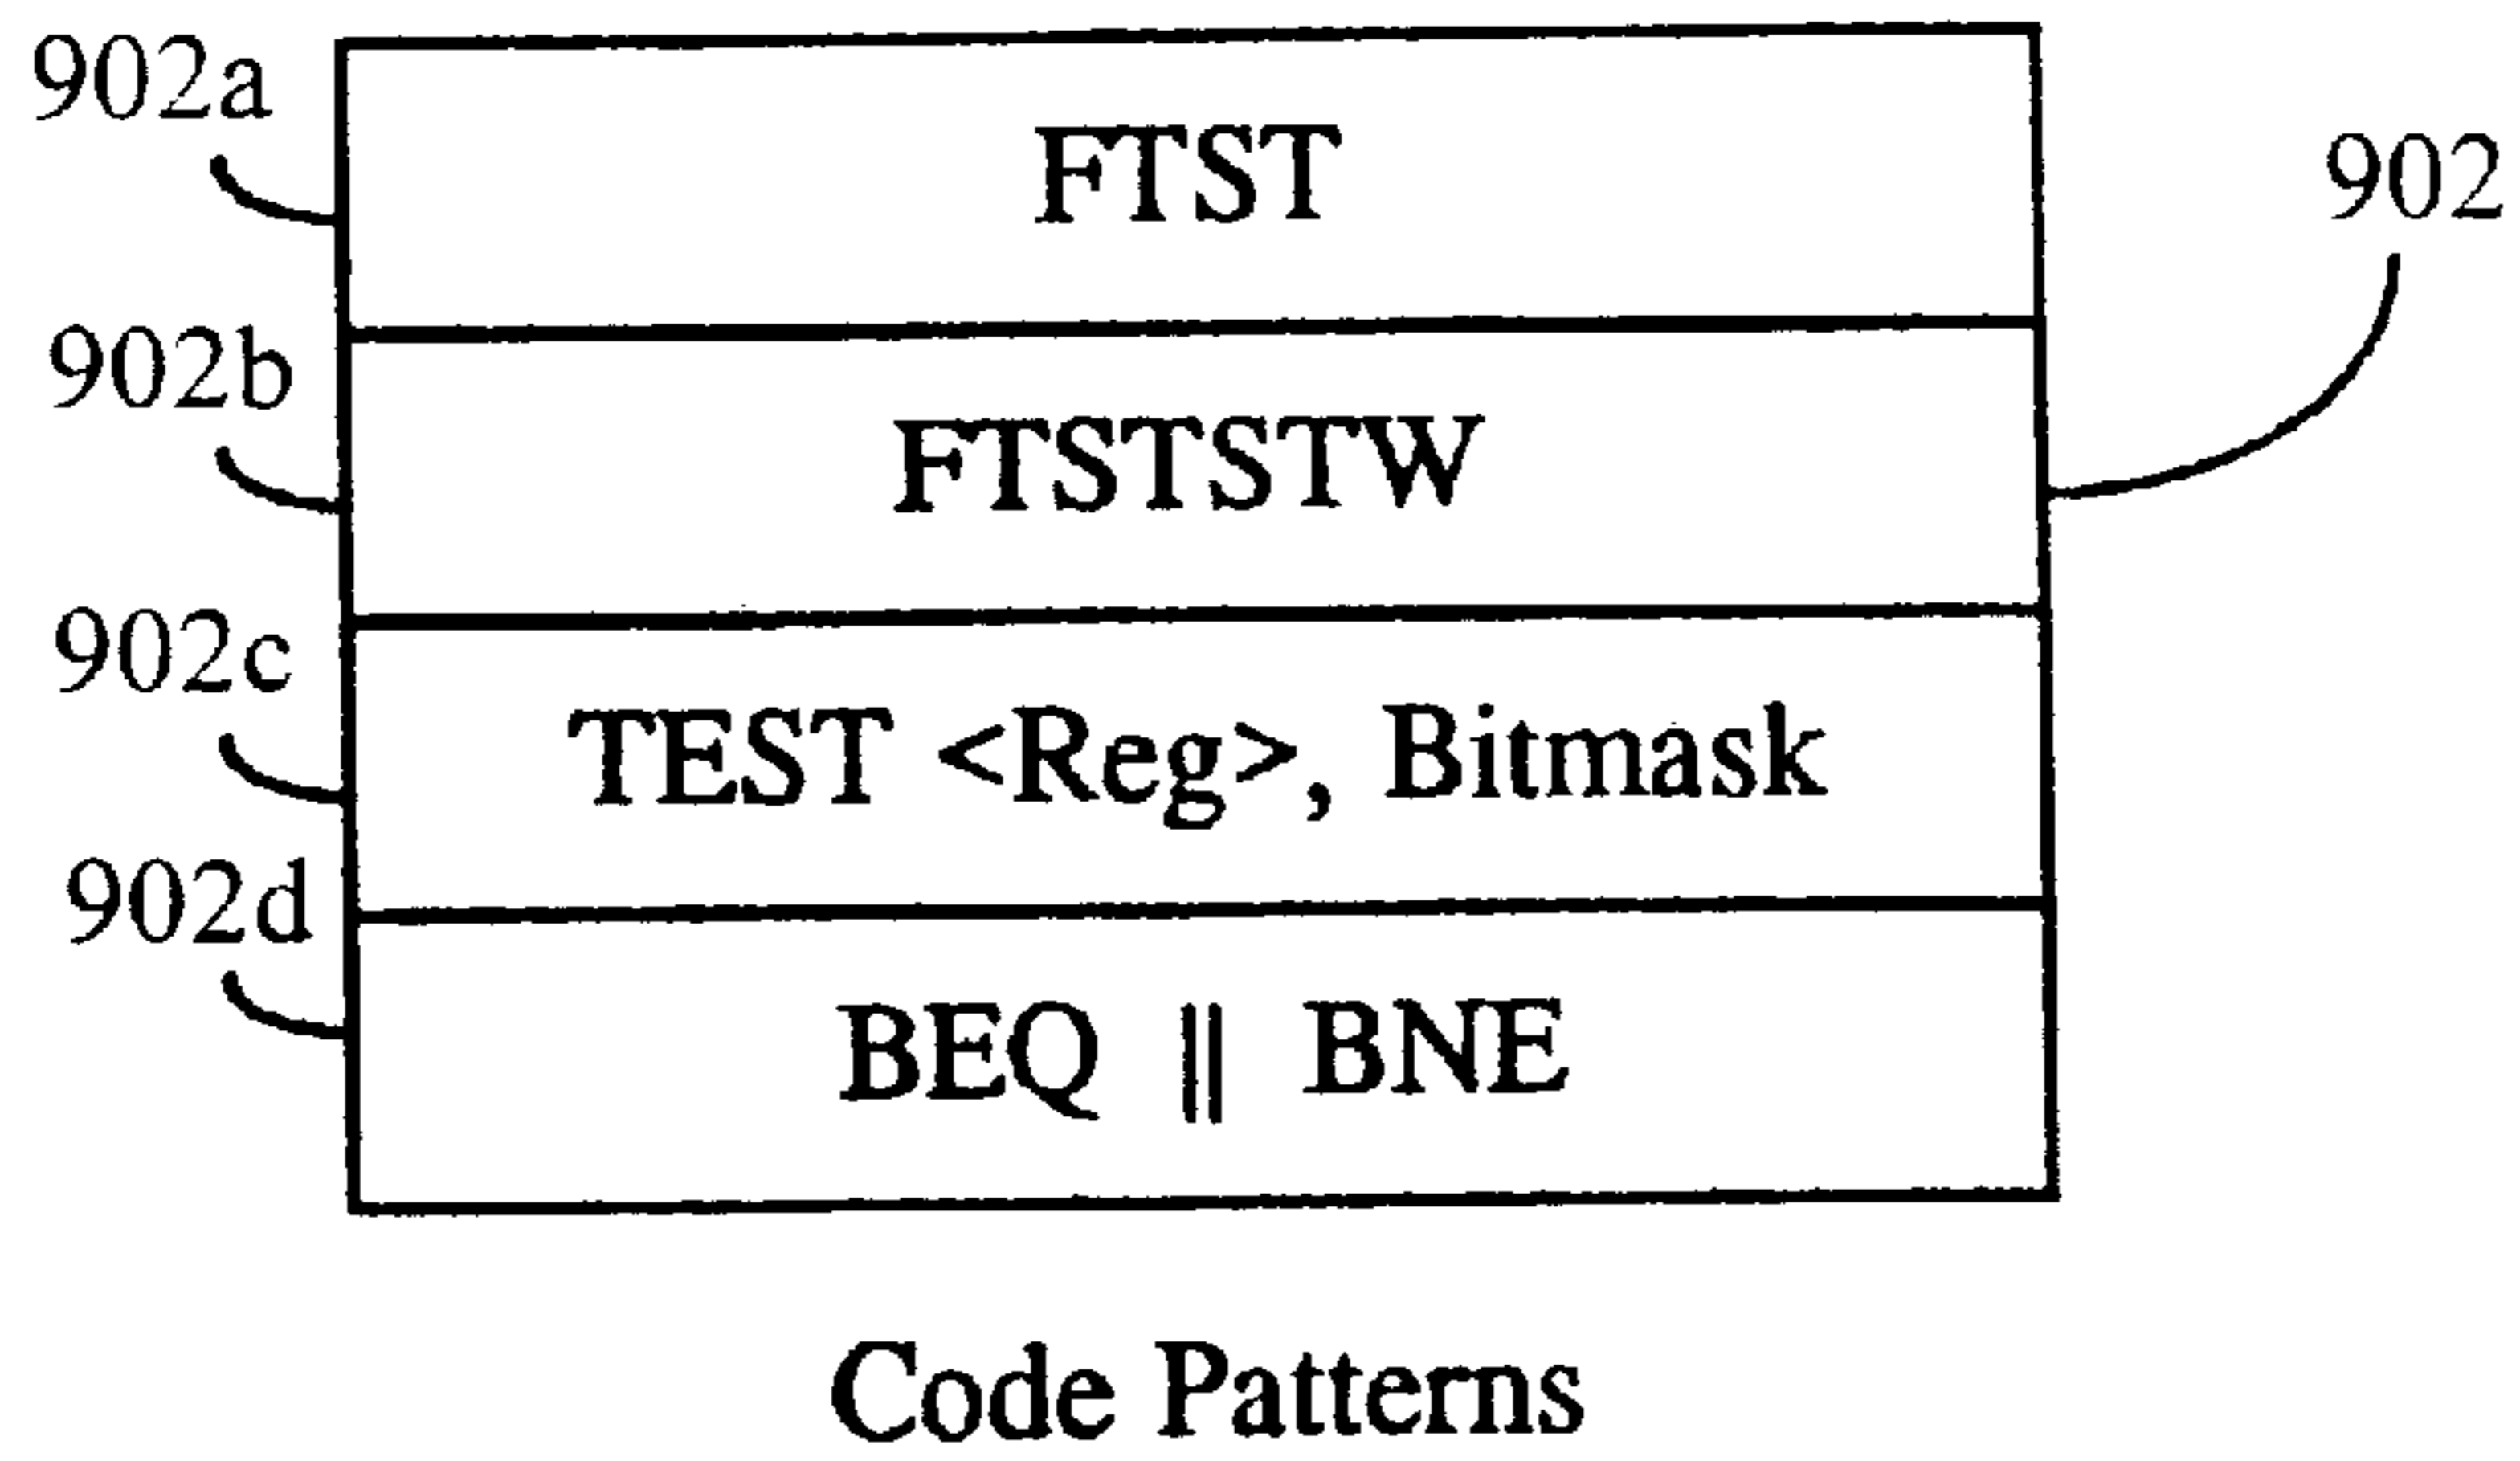 902a
FTST
902
902b
FTSTSTW
902c
TEST <Reg>, Bitmask
902d
BEQ || BNE
Code Patterns